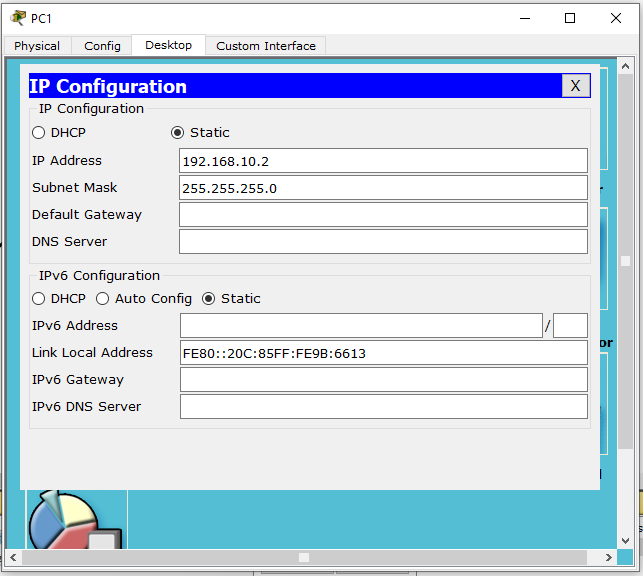 PC1
Physical Config Desktop Custom Interface
IP Configuration X
IP Configuration
DHCP Static
IP Address 192.168.10.2
Subnet Mask 255.255.255.0
Default Gateway
DNS Server
IPv6 Configuration
DHCP Auto Config Static
IPv6 Address /
Link Local Address FE80::20C:85FF:FE9B:6613
IPv6 Gateway
IPv6 DNS Server